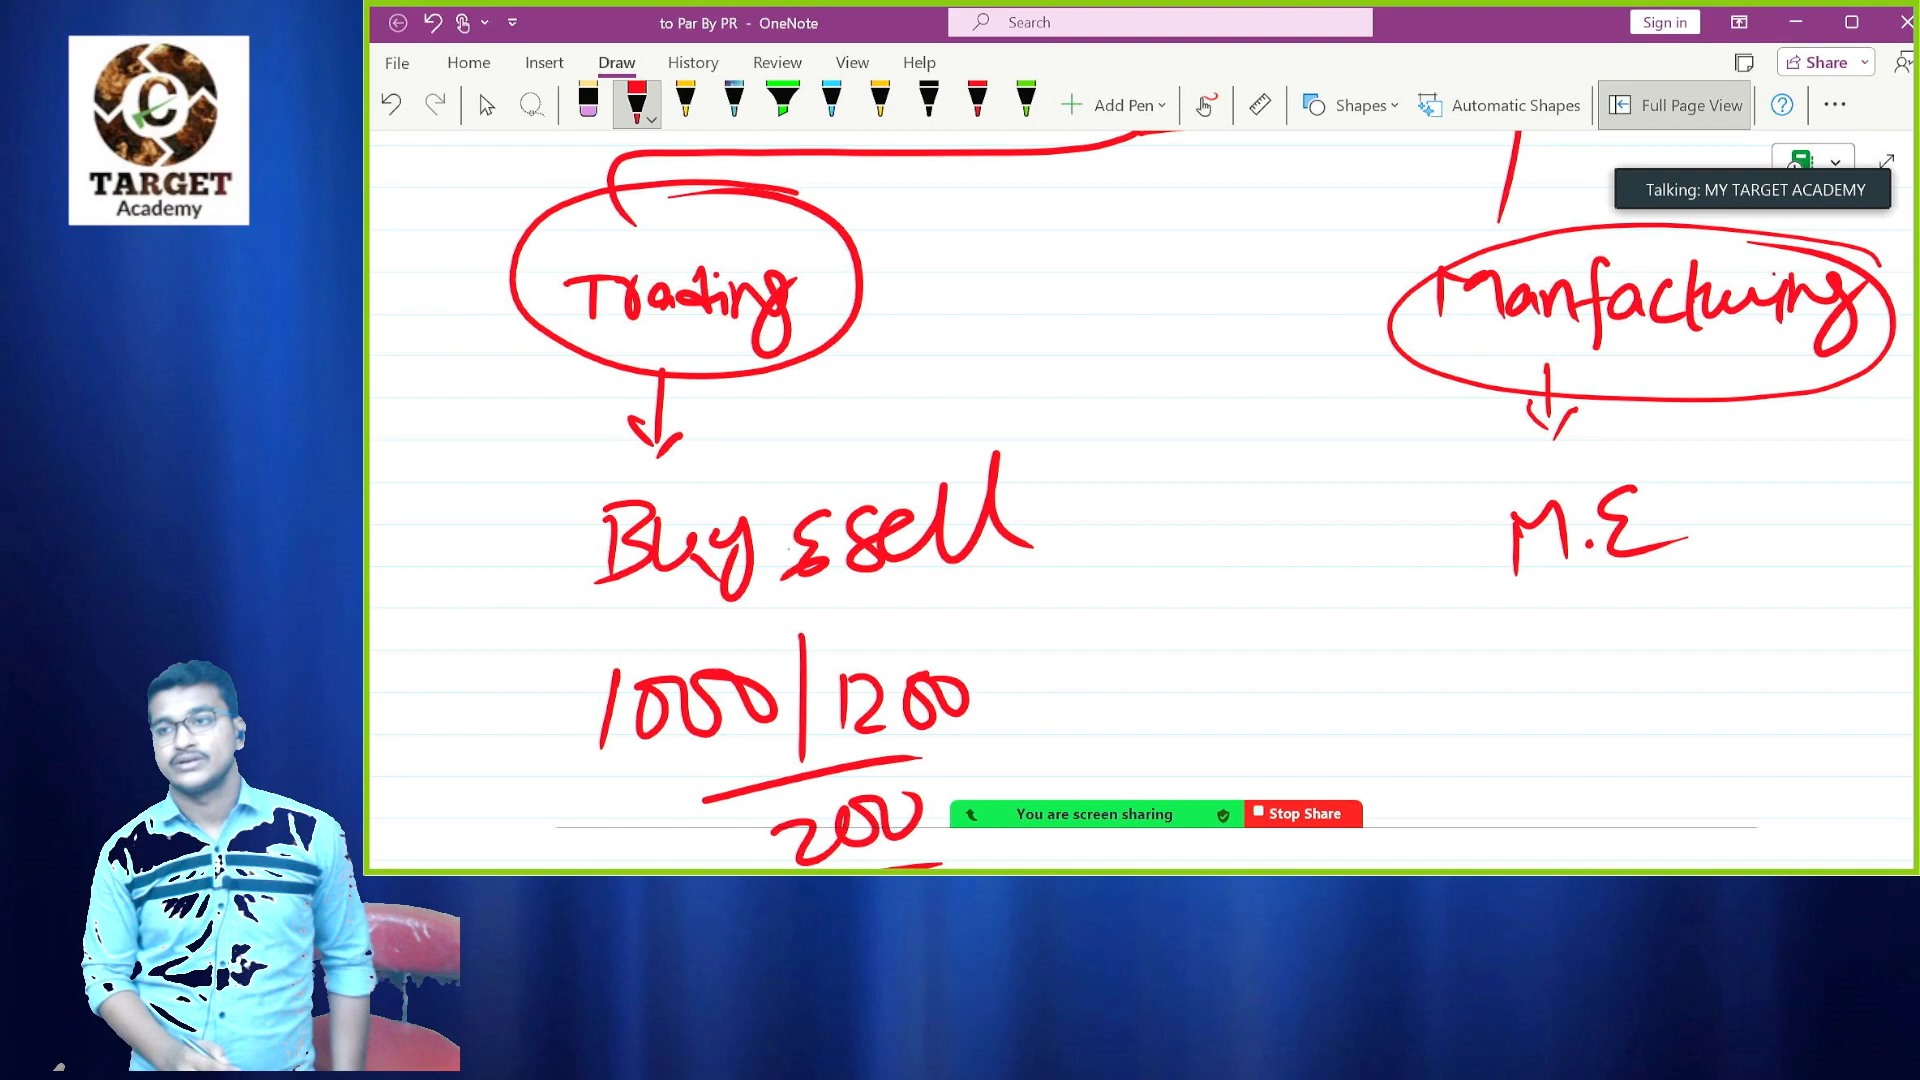 TARGET
Academy
to Par By PR - OneNote
Search
Sign in
File Home Insert Draw History Review View Help
Share
Add Pen
Shapes
Automatic Shapes
Full Page View
Talking: MY TARGET ACADEMY
Trading
Manfacturing
Buy & Sell
M.E
1000 | 1200
200
You are screen sharing
Stop Share